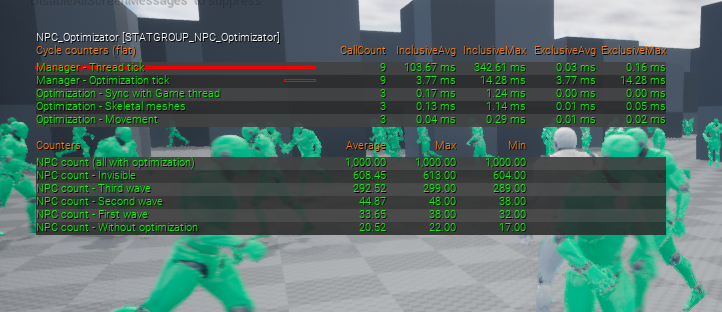 DisableAllScreenMessages" to suppress
NPC_Optimizator [STATGROUP_NPC_Optimizator]
Cycle counters (flat) CallCount InclusiveAvg InclusiveMax ExclusiveAvg ExclusiveMax
Manager - Thread tick 9 103.67 ms 342.61 ms 0.03 ms 0.16 ms
Manager - Optimization tick 9 3.77 ms 14.28 ms 3.77 ms 14.28 ms
Optimization - Sync with Game thread 3 0.17 ms 1.24 ms 0.00 ms 0.00 ms
Optimization - Skeletal meshes 3 0.13 ms 1.14 ms 0.01 ms 0.05 ms
Optimization - Movement 3 0.04 ms 0.29 ms 0.01 ms 0.02 ms
Counters Average Max Min
NPC count (all with optimization) 1,000.00 1,000.00 1,000.00
NPC count - Invisible 608.45 613.00 604.00
NPC count - Third wave 292.52 299.00 289.00
NPC count - Second wave 44.87 48.00 38.00
NPC count - First wave 33.65 38.00 32.00
NPC count - Without optimization 20.52 22.00 17.00